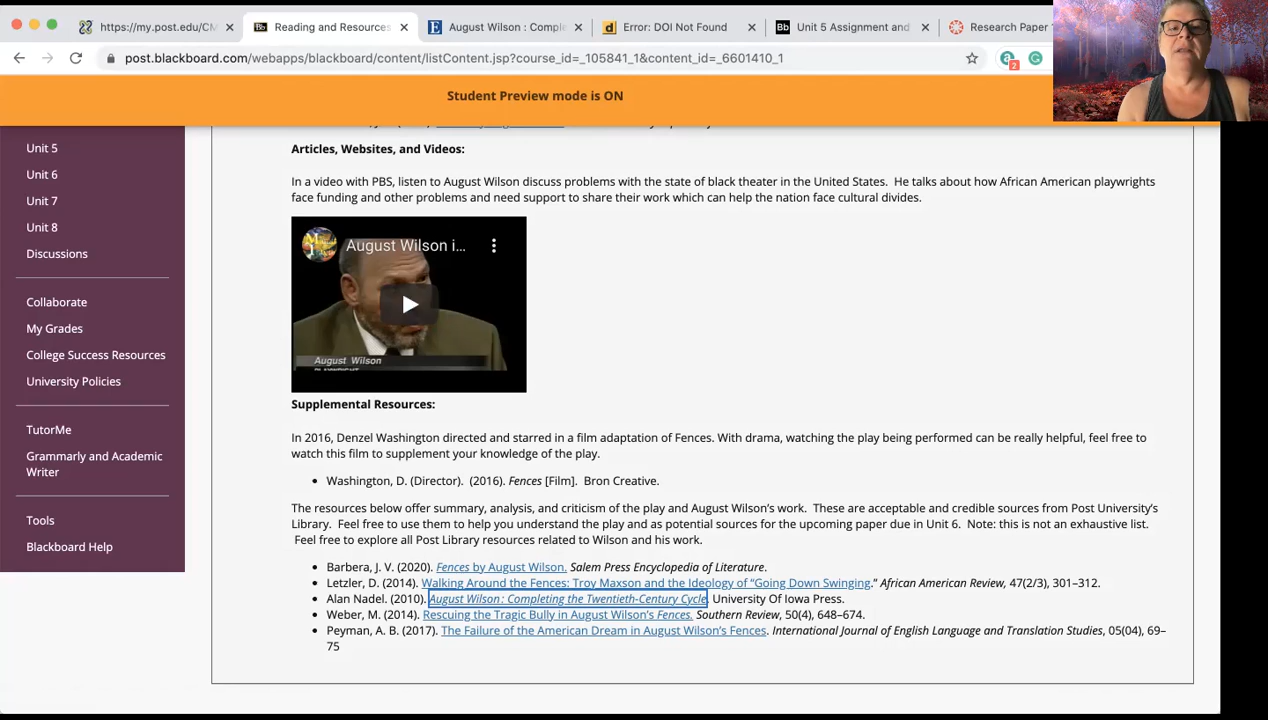 https://my.post.edu/CM
Reading and Resources
August Wilson : Comple
Error: DOI Not Found
Unit 5 Assignment and
Research Paper
post.blackboard.com/webapps/blackboard/content/listContent.jsp?course_id=_105841_1&content_id=_6601410_1
2
Student Preview mode is ON
Unit 5
Unit 6
Unit 7
Unit 8
Discussions
Collaborate
My Grades
College Success Resources
University Policies
TutorMe
Grammarly and Academic
Writer
Tools
Blackboard Help
Articles, Websites, and Videos:
In a video with PBS, listen to August Wilson discuss problems with the state of black theater in the United States. He talks about how African American playwrights
face funding and other problems and need support to share their work which can help the nation face cultural divides.
August Wilson i...
August Wilson
PLAYWRIGHT
Supplemental Resources:
In 2016, Denzel Washington directed and starred in a film adaptation of Fences. With drama, watching the play being performed can be really helpful, feel free to
watch this film to supplement your knowledge of the play.
• Washington, D. (Director). (2016). Fences [Film]. Bron Creative.
The resources below offer summary, analysis, and criticism of the play and August Wilson's work. These are acceptable and credible sources from Post University's
Library. Feel free to use them to help you understand the play and as potential sources for the upcoming paper due in Unit 6. Note: this is not an exhaustive list.
Feel free to explore all Post Library resources related to Wilson and his work.
• Barbera, J. V. (2020). Fences by August Wilson. Salem Press Encyclopedia of Literature.
• Letzler, D. (2014). Walking Around the Fences: Troy Maxson and the Ideology of “Going Down Swinging.” African American Review, 47(2/3), 301–312.
• Alan Nadel. (2010). August Wilson : Completing the Twentieth-Century Cycle. University Of Iowa Press.
• Weber, M. (2014). Rescuing the Tragic Bully in August Wilson's Fences. Southern Review, 50(4), 648–674.
• Peyman, A. B. (2017). The Failure of the American Dream in August Wilson's Fences. International Journal of English Language and Translation Studies, 05(04), 69–
75